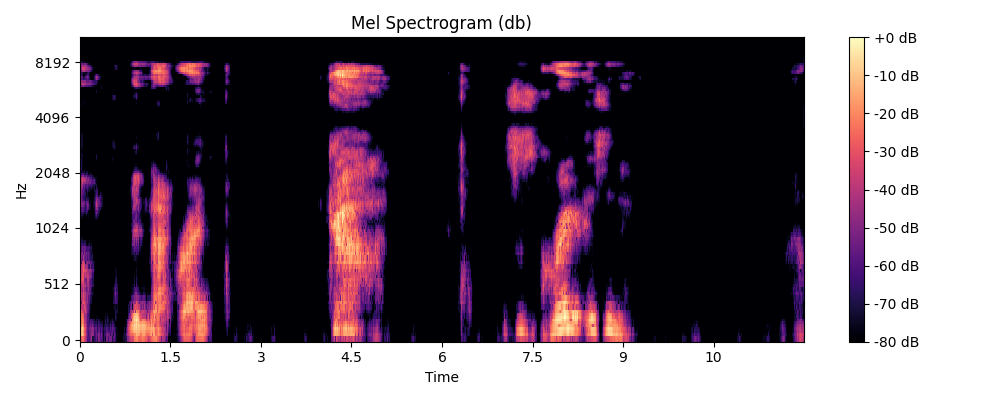 Mel Spectrogram (db)
Hz
8192
4096
2048
1024
512
0
0 1.5 3 4.5 6 7.5 9 10
Time
+0 dB
-10 dB
-20 dB
-30 dB
-40 dB
-50 dB
-60 dB
-70 dB
-80 dB